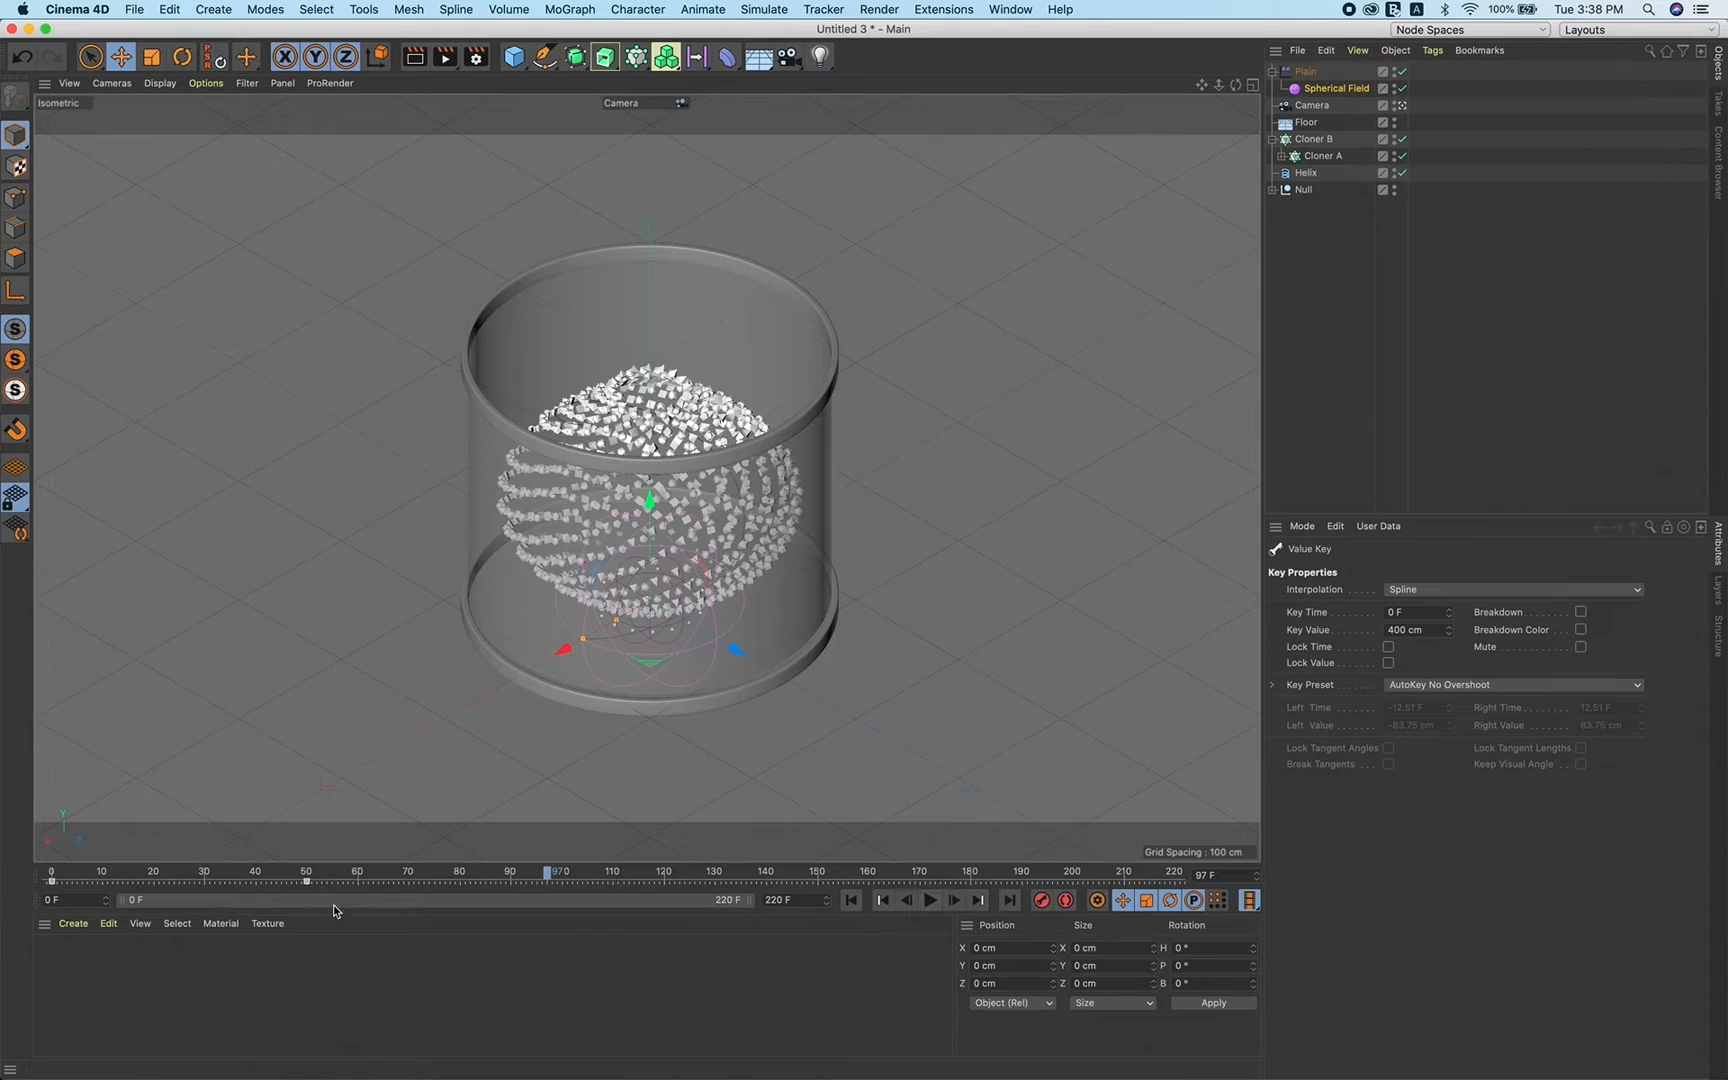 Cinema 4D File Edit Create Modes Select Tools Mesh Spline Volume MoGraph Character Animate Simulate Tracker Render Extensions Window Help 100% Tue 3:38 PM
Untitled 3 * - Main
Node Spaces Layouts
PSR X Y Z
File Edit View Object Tags Bookmarks
View Cameras Display Options Filter Panel ProRender
Isometric Camera
Plain
Spherical Field
Camera
Floor
Cloner B
Cloner A
Helix
Null
Objects
Takes
Content Browser
Mode Edit User Data
Value Key
Key Properties
Interpolation Spline
Key Time 0 F Breakdown
Key Value 400 cm Breakdown Color
Lock Time Mute
Lock Value
Key Preset AutoKey No Overshoot
Left Time -12.51 F Right Time 12.51 F
Left Value -83.75 cm Right Value 83.75 cm
Lock Tangent Angles Lock Tangent Lengths
Break Tangents Keep Visual Angle
Attributes
Layers
Structure
S
S
S
Y
X Z
Grid Spacing : 100 cm
0 10 20 30 40 50 60 70 80 90 970 110 120 130 140 150 160 170 180 190 200 210 220 97 F
0 F 0 F 220 F 220 F
Create Edit View Select Material Texture
Position Size Rotation
X 0 cm X 0 cm H 0 °
Y 0 cm Y 0 cm P 0 °
Z 0 cm Z 0 cm B 0 °
Object (Rel) Size Apply